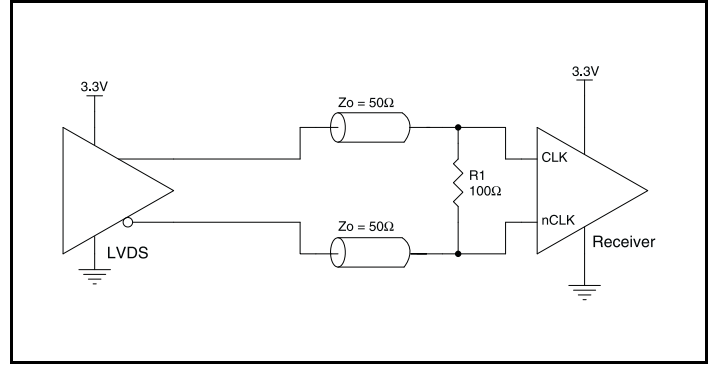 3.3V
LVDS
Zo = 50Ω
Zo = 50Ω
R1
100Ω
3.3V
CLK
nCLK
Receiver